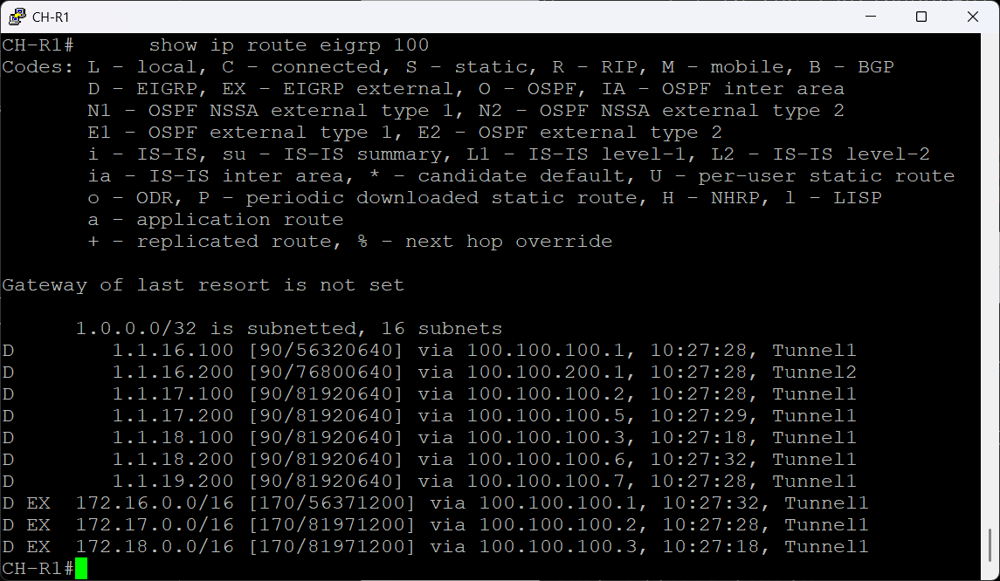 CH-R1
CH-R1#      show ip route eigrp 100
Codes: L - local, C - connected, S - static, R - RIP, M - mobile, B - BGP
       D - EIGRP, EX - EIGRP external, O - OSPF, IA - OSPF inter area
       N1 - OSPF NSSA external type 1, N2 - OSPF NSSA external type 2
       E1 - OSPF external type 1, E2 - OSPF external type 2
       i - IS-IS, su - IS-IS summary, L1 - IS-IS level-1, L2 - IS-IS level-2
       ia - IS-IS inter area, * - candidate default, U - per-user static route
       o - ODR, P - periodic downloaded static route, H - NHRP, l - LISP
       a - application route
       + - replicated route, % - next hop override
Gateway of last resort is not set
      1.0.0.0/32 is subnetted, 16 subnets
D        1.1.16.100 [90/56320640] via 100.100.100.1, 10:27:28, Tunnel1
D        1.1.16.200 [90/76800640] via 100.100.200.1, 10:27:28, Tunnel2
D        1.1.17.100 [90/81920640] via 100.100.100.2, 10:27:28, Tunnel1
D        1.1.17.200 [90/81920640] via 100.100.100.5, 10:27:29, Tunnel1
D        1.1.18.100 [90/81920640] via 100.100.100.3, 10:27:18, Tunnel1
D        1.1.18.200 [90/81920640] via 100.100.100.6, 10:27:32, Tunnel1
D        1.1.19.200 [90/81920640] via 100.100.100.7, 10:27:28, Tunnel1
D EX  172.16.0.0/16 [170/56371200] via 100.100.100.1, 10:27:32, Tunnel1
D EX  172.17.0.0/16 [170/81971200] via 100.100.100.2, 10:27:28, Tunnel1
D EX  172.18.0.0/16 [170/81971200] via 100.100.100.3, 10:27:18, Tunnel1
CH-R1#